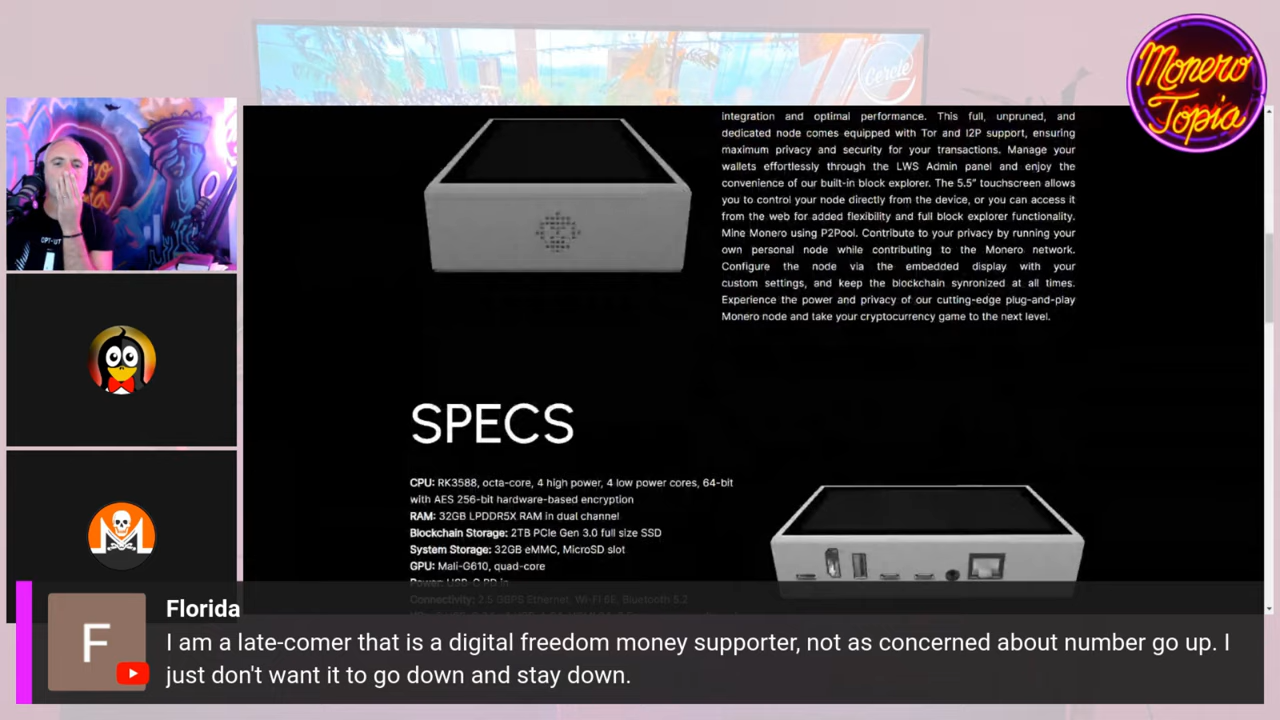 Monero
Topia
Cercle
integration and optimal performance. This full, unpruned, and
dedicated node comes equipped with Tor and I2P support, ensuring
maximum privacy and security for your transactions. Manage your
wallets effortlessly through the LWS Admin panel and enjoy the
convenience of our built-in block explorer. The 5.5" touchscreen allows
you to control your node directly from the device, or you can access it
from the web for added flexibility and full block explorer functionality.
Mine Monero using P2Pool. Contribute to your privacy by running your
own personal node while contributing to the Monero network.
Configure the node via the embedded display with your
custom settings, and keep the blockchain synronized at all times.
Experience the power and privacy of our cutting-edge plug-and-play
Monero node and take your cryptocurrency game to the next level.
SPECS
CPU: RK3588, octa-core, 4 high power, 4 low power cores, 64-bit
with AES 256-bit hardware-based encryption
RAM: 32GB LPDDR5X RAM in dual channel
Blockchain Storage: 2TB PCIe Gen 3.0 full size SSD
System Storage: 32GB eMMC, MicroSD slot
GPU: Mali-G610, quad-core
Power: USB-C PD in
Connectivity: 2.5 GBPS Ethernet, Wi-Fi 6E, Bluetooth 5.2
F
Florida
I am a late-comer that is a digital freedom money supporter, not as concerned about number go up. I
just don't want it to go down and stay down.